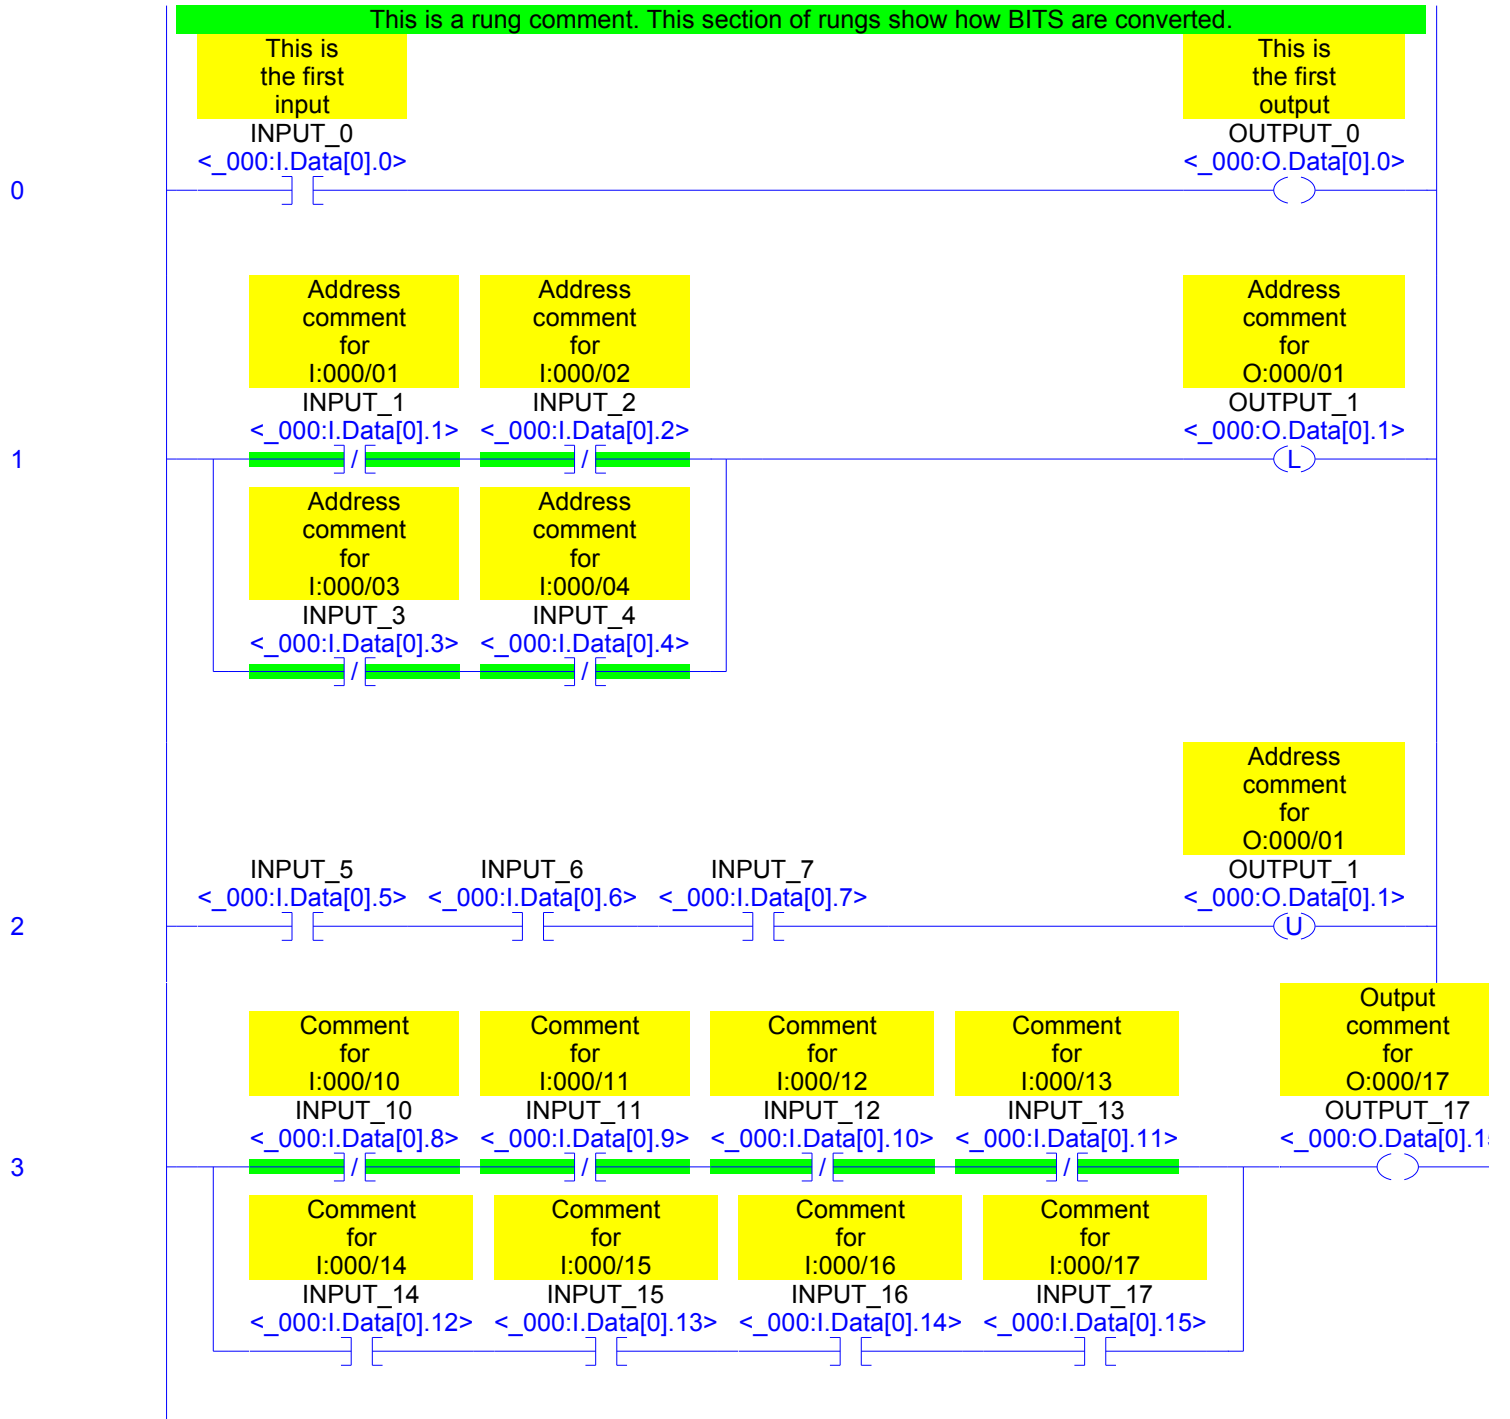 This is a rung comment. This section of rungs show how BITS are converted.
This is
the first
input
INPUT_0
<_000:I.Data[0].0>
This is
the first
output
OUTPUT_0
<_000:O.Data[0].0>
0
Address
comment
for
I:000/01
INPUT_1
<_000:I.Data[0].1>
/
Address
comment
for
I:000/02
INPUT_2
<_000:I.Data[0].2>
/
Address
comment
for
O:000/01
OUTPUT_1
<_000:O.Data[0].1>
L
1
Address
comment
for
I:000/03
INPUT_3
<_000:I.Data[0].3>
/
Address
comment
for
I:000/04
INPUT_4
<_000:I.Data[0].4>
/
Address
comment
for
O:000/01
OUTPUT_1
<_000:O.Data[0].1>
U
INPUT_5
<_000:I.Data[0].5>
INPUT_6
<_000:I.Data[0].6>
INPUT_7
<_000:I.Data[0].7>
2
Comment
for
I:000/10
INPUT_10
<_000:I.Data[0].8>
/
Comment
for
I:000/11
INPUT_11
<_000:I.Data[0].9>
/
Comment
for
I:000/12
INPUT_12
<_000:I.Data[0].10>
/
Comment
for
I:000/13
INPUT_13
<_000:I.Data[0].11>
/
Output
comment
for
O:000/17
OUTPUT_17
<_000:O.Data[0].1
3
Comment
for
I:000/14
INPUT_14
<_000:I.Data[0].12>
Comment
for
I:000/15
INPUT_15
<_000:I.Data[0].13>
Comment
for
I:000/16
INPUT_16
<_000:I.Data[0].14>
Comment
for
I:000/17
INPUT_17
<_000:I.Data[0].15>